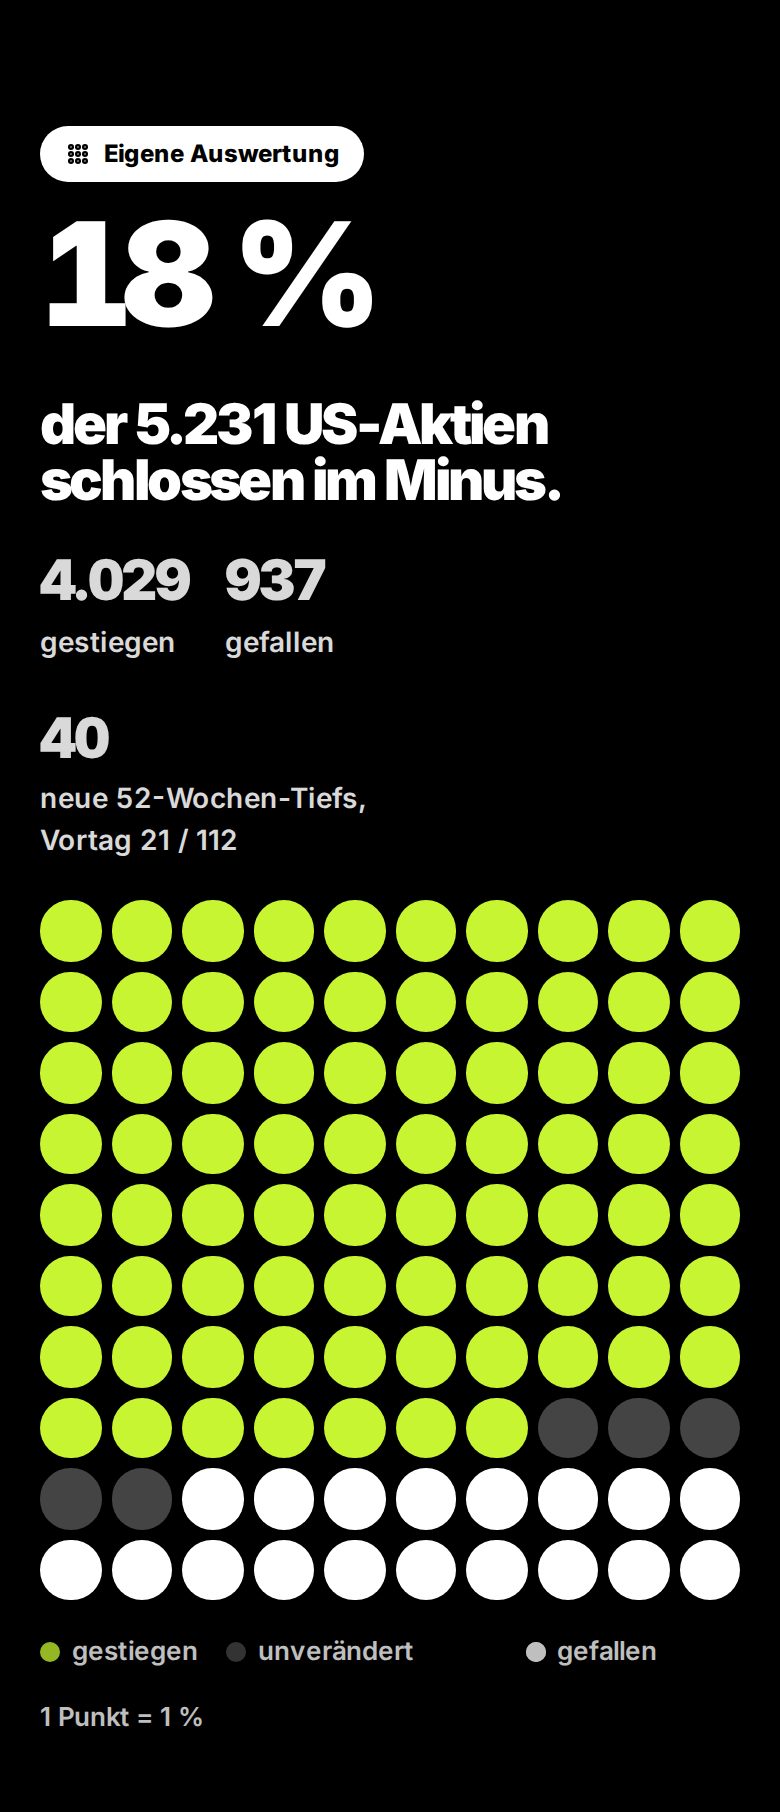 Eigene Auswertung
18 %
der 5.231 US-Aktien
schlossen im Minus.
4.029
gestiegen
937
gefallen
40
neue 52-Wochen-Tiefs,
Vortag 21 / 112
gestiegen
unverändert
gefallen
1 Punkt = 1 %